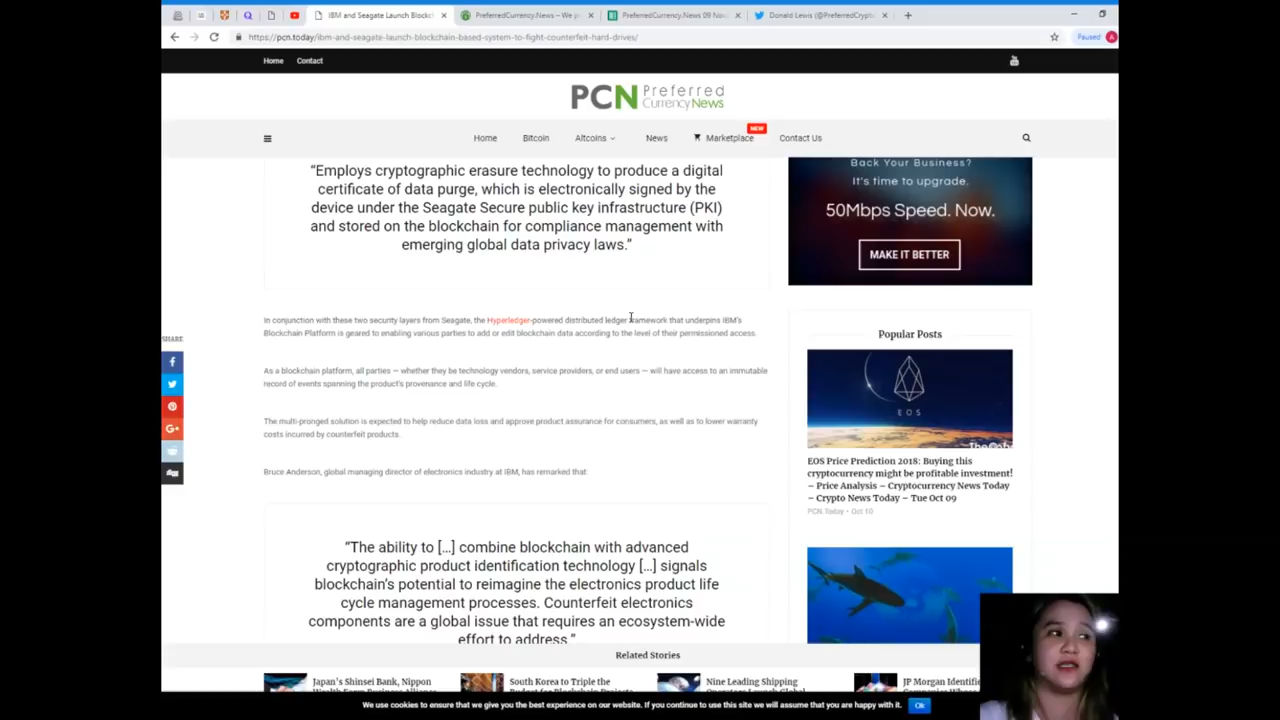 IBM and Seagate Launch Blockc
PreferredCurrency.News – We p
PreferredCurrency.News 09 Nov
Donald Lewis (@PreferredCrypto
https://pcn.today/ibm-and-seagate-launch-blockchain-based-system-to-fight-counterfeit-hard-drives/
Paused
A
Home
Contact
PCN Preferred
CurrencyNews
Home
Bitcoin
Altcoins
News
Marketplace
NEW
Contact Us
“Employs cryptographic erasure technology to produce a digital
certificate of data purge, which is electronically signed by the
device under the Seagate Secure public key infrastructure (PKI)
and stored on the blockchain for compliance management with
emerging global data privacy laws.”
In conjunction with these two security layers from Seagate, the Hyperledger-powered distributed ledger framework that underpins IBM's
Blockchain Platform is geared to enabling various parties to add or edit blockchain data according to the level of their permissioned access.
As a blockchain platform, all parties — whether they be technology vendors, service providers, or end users — will have access to an immutable
record of events spanning the product's provenance and life cycle.
The multi-pronged solution is expected to help reduce data loss and approve product assurance for consumers, as well as to lower warranty
costs incurred by counterfeit products.
Bruce Anderson, global managing director of electronics industry at IBM, has remarked that:
“The ability to [...] combine blockchain with advanced
cryptographic product identification technology [...] signals
blockchain’s potential to reimagine the electronics product life
cycle management processes. Counterfeit electronics
components are a global issue that requires an ecosystem-wide
effort to address.”
SHARE
Back Your Business?
It's time to upgrade.
50Mbps Speed. Now.
MAKE IT BETTER
Popular Posts
EOS
EOS Price Prediction 2018: Buying this
cryptocurrency might be profitable investment!
– Price Analysis – Cryptocurrency News Today
– Crypto News Today – Tue Oct 09
PCN.Today • Oct 10
Related Stories
Japan's Shinsei Bank, Nippon
South Korea to Triple the
Budget for Blockchain Projects
Nine Leading Shipping
Operators Launch Global
JP Morgan Identifi
We use cookies to ensure that we give you the best experience on our website. If you continue to use this site we will assume that you are happy with it.
Ok